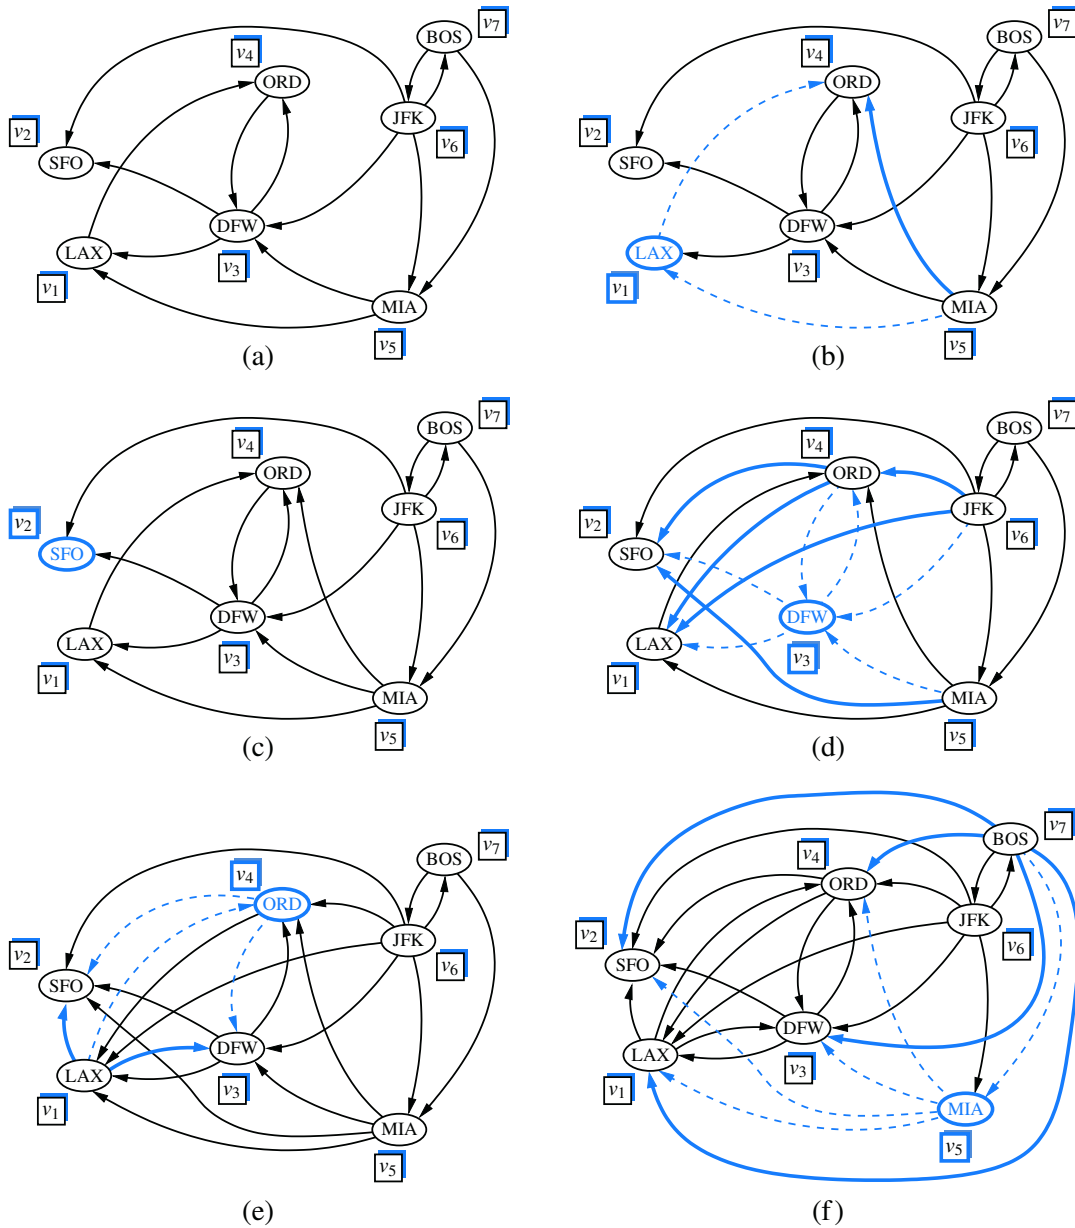 BOS v7
v4
ORD
v2
JFK
v6
SFO
DFW
LAX
v3
v1
MIA
v5
(a)
BOS v7
v4
ORD
v2
JFK
v6
SFO
DFW
LAX
v3
v1
MIA
v5
(b)
BOS v7
v4
ORD
v2
JFK
v6
SFO
DFW
LAX
v3
v1
MIA
v5
(c)
BOS v7
v4
ORD
v2
JFK
v6
SFO
DFW
LAX
v3
v1
MIA
v5
(d)
BOS v7
v4
ORD
v2
JFK
v6
SFO
DFW
LAX
v3
v1
MIA
v5
(e)
BOS v7
v4
ORD
v2
JFK
v6
SFO
DFW
LAX
v3
v1
MIA
v5
(f)